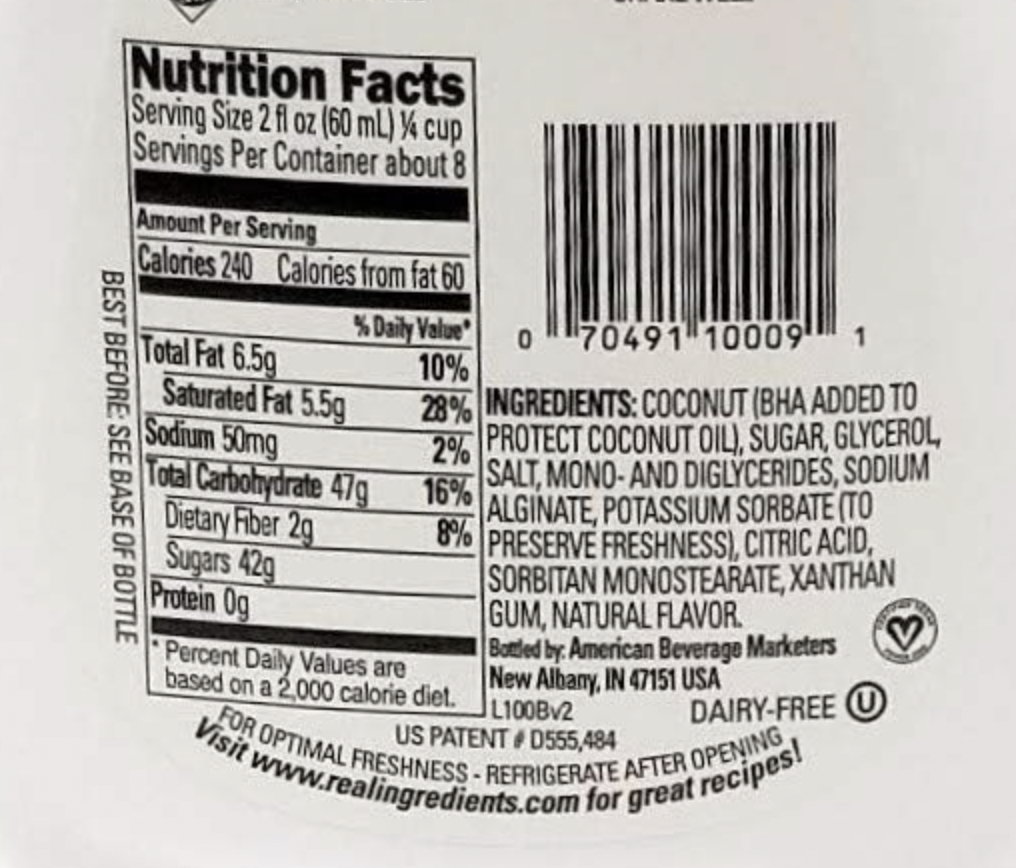 Nutrition Facts
Serving Size 2 fl oz (60 mL) ¼ cup
Servings Per Container about 8
Amount Per Serving
Calories 240 Calories from fat 60
% Daily Value*
Total Fat 6.5g 10%
Saturated Fat 5.5g 28%
Sodium 50mg 2%
Total Carbohydrate 47g 16%
Dietary Fiber 2g 8%
Sugars 42g
Protein 0g
* Percent Daily Values are
based on a 2,000 calorie diet.
BEST BEFORE: SEE BASE OF BOTTLE
0 70491 10009 1
INGREDIENTS: COCONUT (BHA ADDED TO
PROTECT COCONUT OIL), SUGAR, GLYCEROL,
SALT, MONO- AND DIGLYCERIDES, SODIUM
ALGINATE, POTASSIUM SORBATE (TO
PRESERVE FRESHNESS), CITRIC ACID,
SORBITAN MONOSTEARATE, XANTHAN
GUM, NATURAL FLAVOR.
Bottled by: American Beverage Marketers
New Albany, IN 47151 USA
L100Bv2
DAIRY-FREE U
US PATENT # D555,484
FOR OPTIMAL FRESHNESS - REFRIGERATE AFTER OPENING
Visit www.realingredients.com for great recipes!